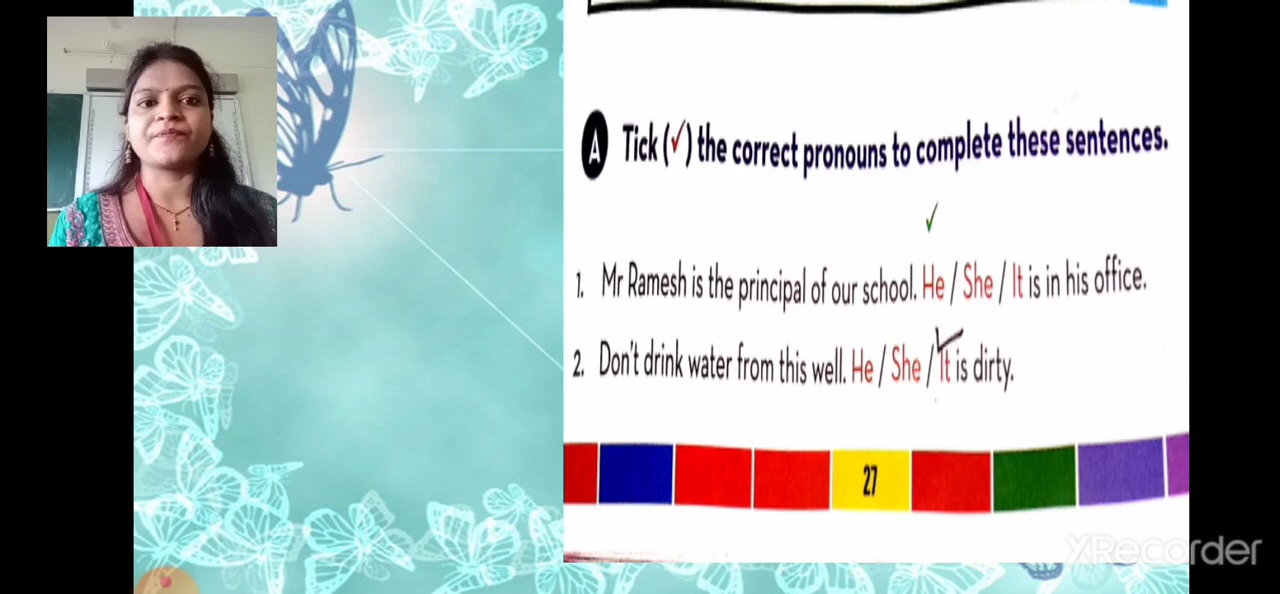 A Tick (✓) the correct pronouns to complete these sentences.
1. Mr Ramesh is the principal of our school. He / She / It is in his office.
2. Don't drink water from this well. He / She / It is dirty.
27
XRecorder